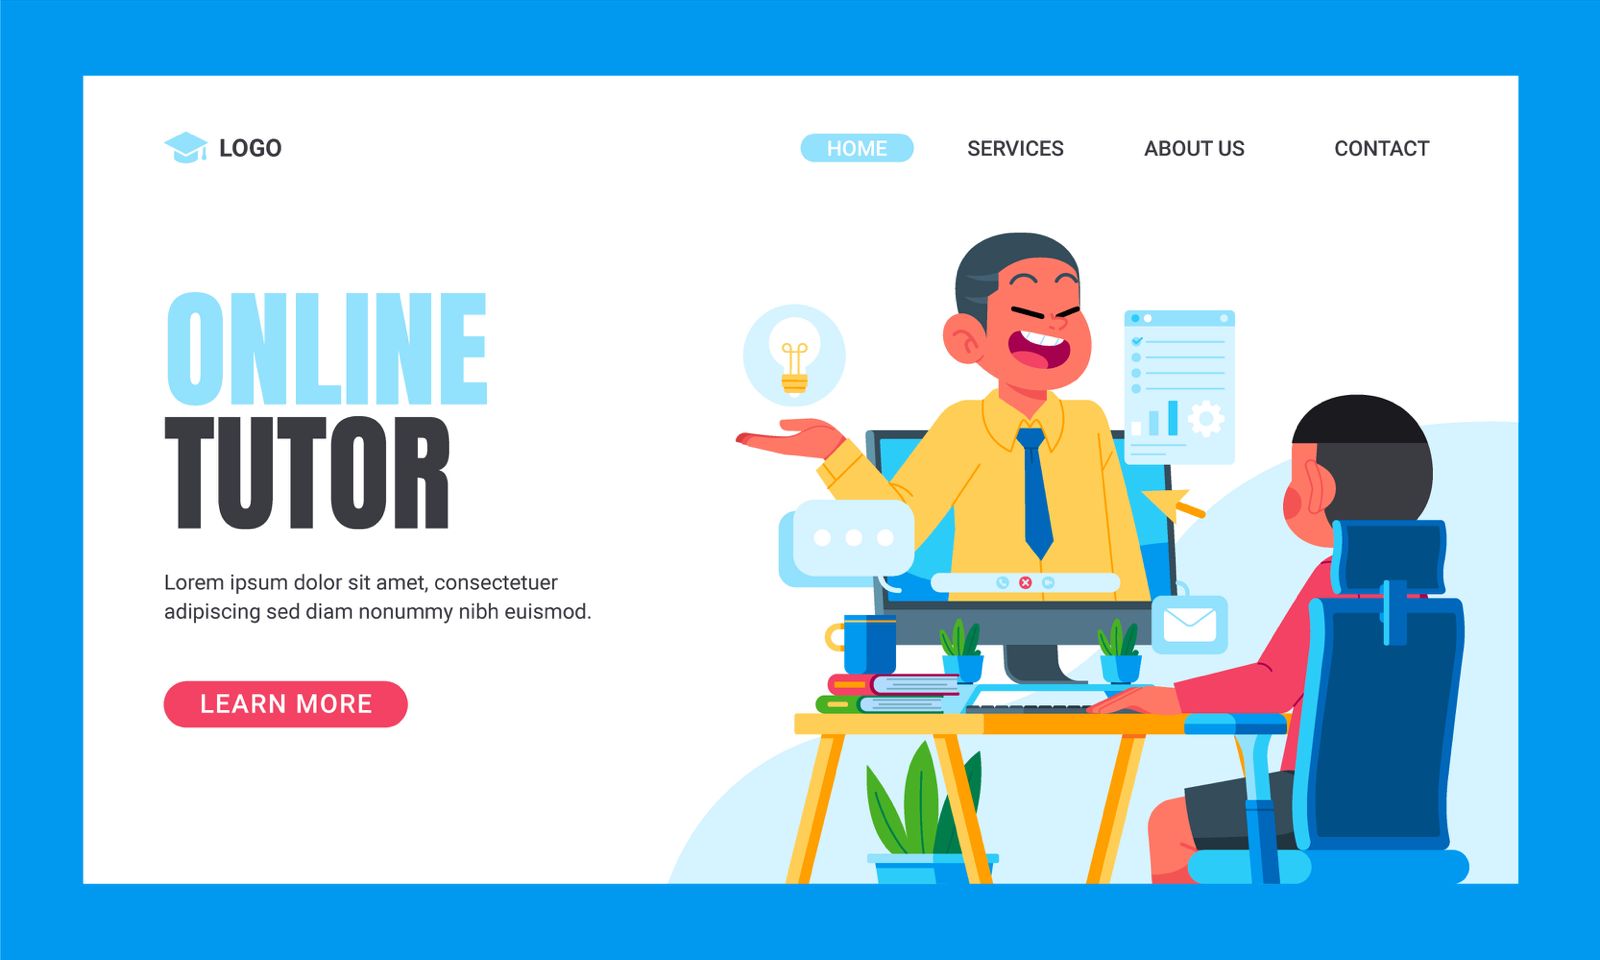 LOGO
HOME
SERVICES
ABOUT US
CONTACT
ONLINE
TUTOR
Lorem ipsum dolor sit amet, consectetuer
adipiscing sed diam nonummy nibh euismod.
LEARN MORE